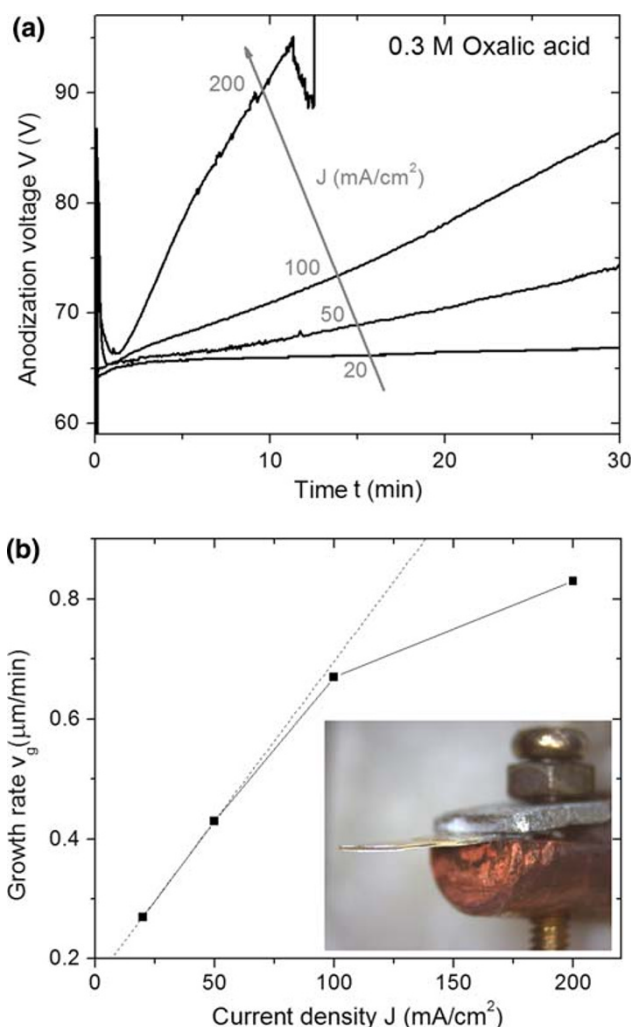 (a)
0.3 M Oxalic acid
90
80
70
60
Anodization voltage V (V)
200
J (mA/cm²)
100
50
20
0
10
20
30
Time t (min)
(b)
0.8
0.6
0.4
0.2
Growth rate v_g (μm/min)
0
50
100
150
200
Current density J (mA/cm²)